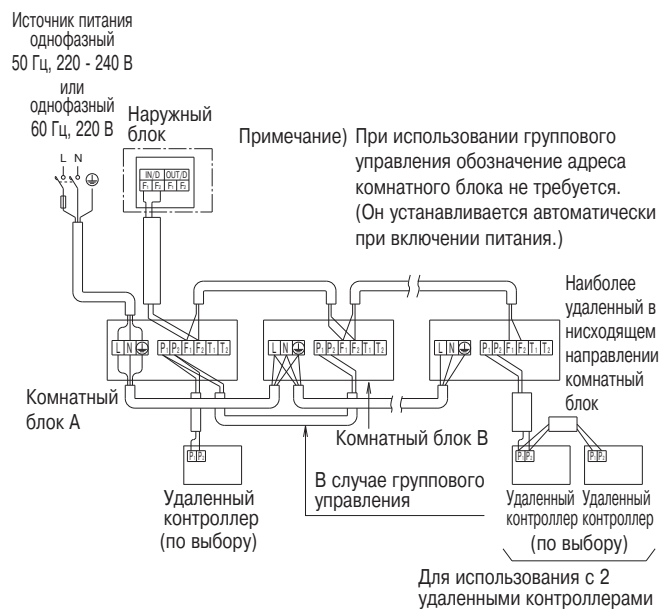 Источник питания
однофазный
50 Гц, 220 - 240 В
или
однофазный
60 Гц, 220 В
L N
Наружный
блок
IN/D OUT/D
F₁ F₂ F₁ F₂
Примечание) При использовании группового
управления обозначение адреса
комнатного блока не требуется.
(Он устанавливается автоматически
при включении питания.)
Наиболее
удаленный в
нисходящем
направлении
комнатный
блок
L N P₁ P₂ F₁ F₂ T₁ T₂
L N P₁ P₂ F₁ F₂ T₁ T₂
L N P₁ P₂ F₁ F₂ T₁ T₂
Комнатный
блок A
Комнатный блок B
P₁ P₂
P₁ P₂
P₁ P₂
Удаленный
контроллер
(по выбору)
В случае группового
управления
Удаленный
контроллер
Удаленный
контроллер
(по выбору)
Для использования с 2
удаленными контроллерами